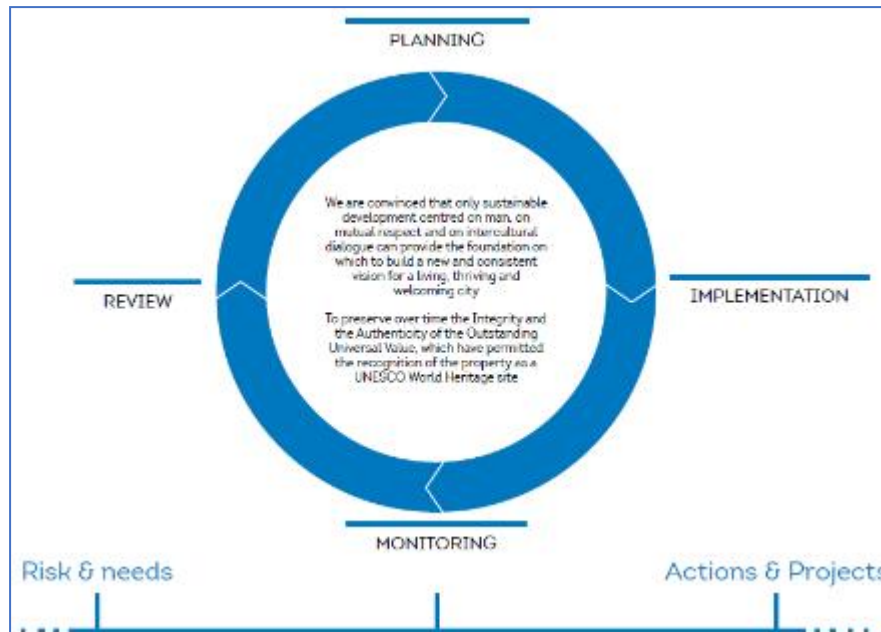 PLANNING
We are convinced that only sustainable
development centred on man, on
mutual respect and on intercultural
dialogue can provide the foundation on
which to build a new and consistent
vision for a living, thriving and
welcoming city
REVIEW
IMPLEMENTATION
To preserve over time the Integrity and
the Authenticity of the Outstanding
Universal Value, which have permitted
the recognition of the property as a
UNESCO World Heritage site
MONITORING
Risk & needs
Actions & Projects